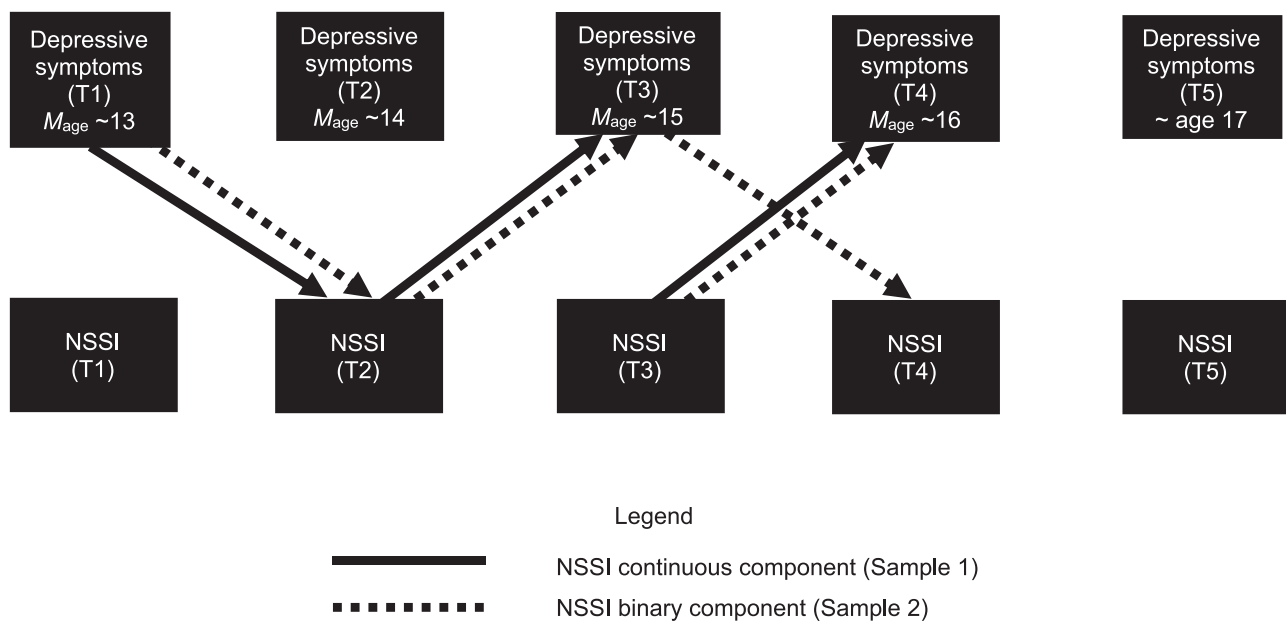 Depressive
symptoms
(T1)
Mage ~13
Depressive
symptoms
(T2)
Mage ~14
Depressive
symptoms
(T3)
Mage ~15
Depressive
symptoms
(T4)
Mage ~16
Depressive
symptoms
(T5)
~ age 17
NSSI
(T1)
NSSI
(T2)
NSSI
(T3)
NSSI
(T4)
NSSI
(T5)
Legend
NSSI continuous component (Sample 1)
NSSI binary component (Sample 2)